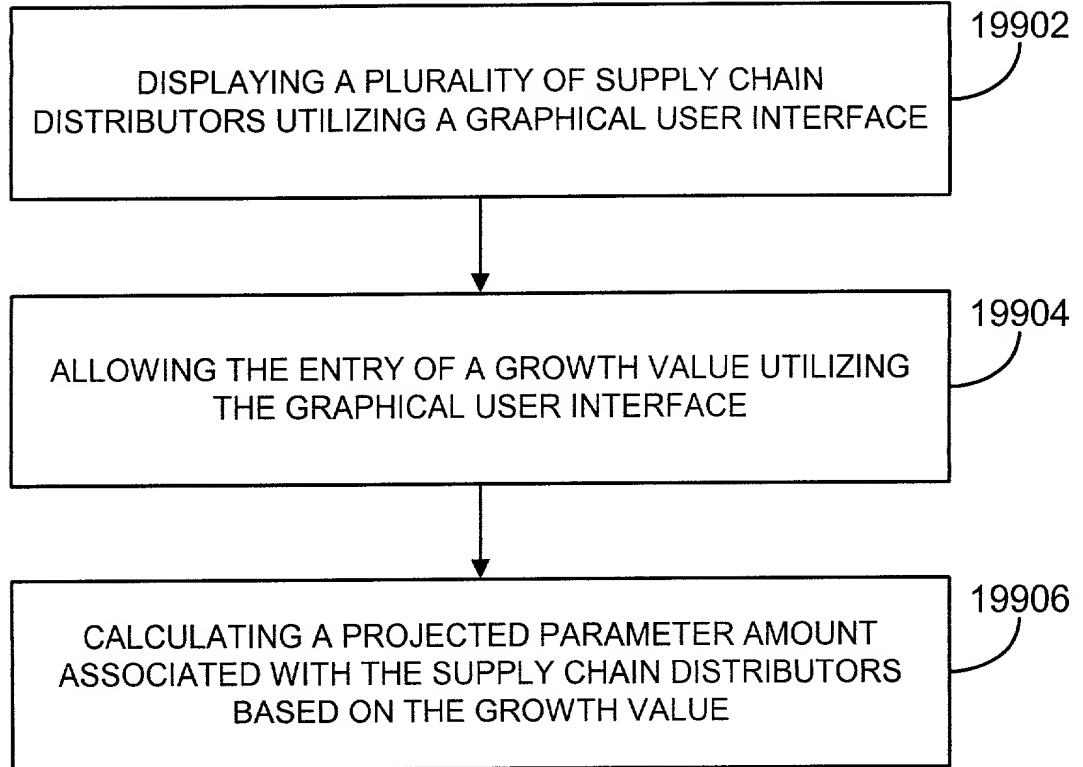 19902
DISPLAYING A PLURALITY OF SUPPLY CHAIN
DISTRIBUTORS UTILIZING A GRAPHICAL USER INTERFACE
19904
ALLOWING THE ENTRY OF A GROWTH VALUE UTILIZING
THE GRAPHICAL USER INTERFACE
19906
CALCULATING A PROJECTED PARAMETER AMOUNT
ASSOCIATED WITH THE SUPPLY CHAIN DISTRIBUTORS
BASED ON THE GROWTH VALUE